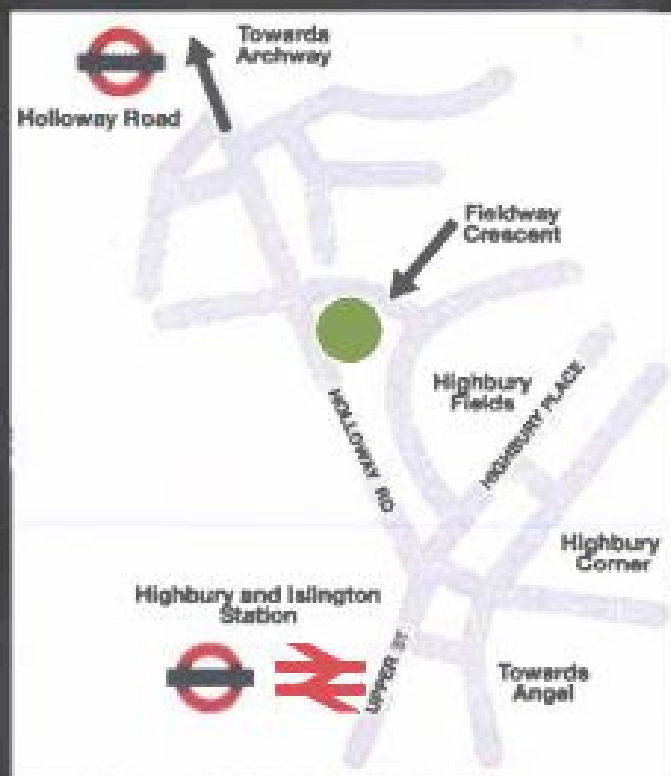 Towards
Archway
Holloway Road
Fieldway
Crescent
Highbury
Fields
HIGHBURY PLACE
HOLLOWAY RD
Highbury
Corner
Highbury and Islington
Station
UPPER ST
Towards
Angel